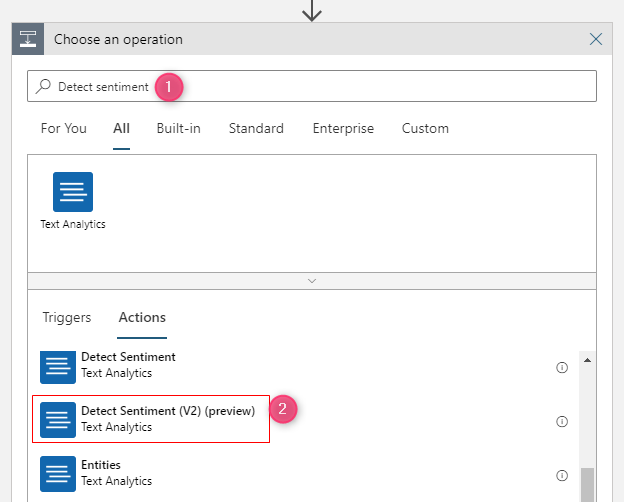 Choose an operation
Detect sentiment
1
For You All Built-in Standard Enterprise Custom
Text Analytics
Triggers Actions
Detect Sentiment
Text Analytics
Detect Sentiment (V2) (preview)
Text Analytics
2
Entities
Text Analytics